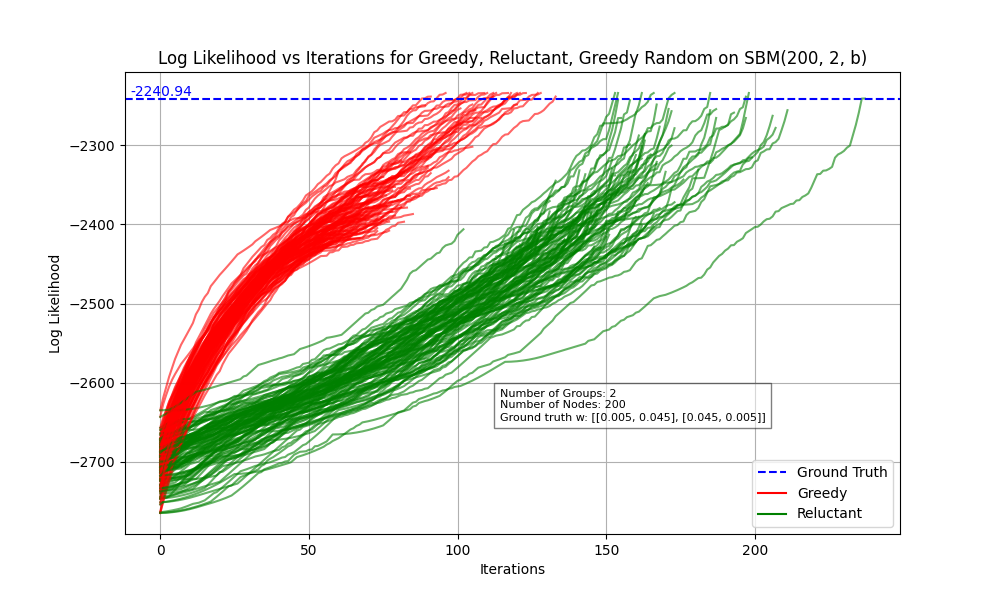 Log Likelihood vs Iterations for Greedy, Reluctant, Greedy Random on SBM(200, 2, b)
-2240.94
−2300
−2400
−2500
−2600
−2700
Log Likelihood
Number of Groups: 2
Number of Nodes: 200
Ground truth w: [[0.005, 0.045], [0.045, 0.005]]
Ground Truth
Greedy
Reluctant
0 50 100 150 200
Iterations